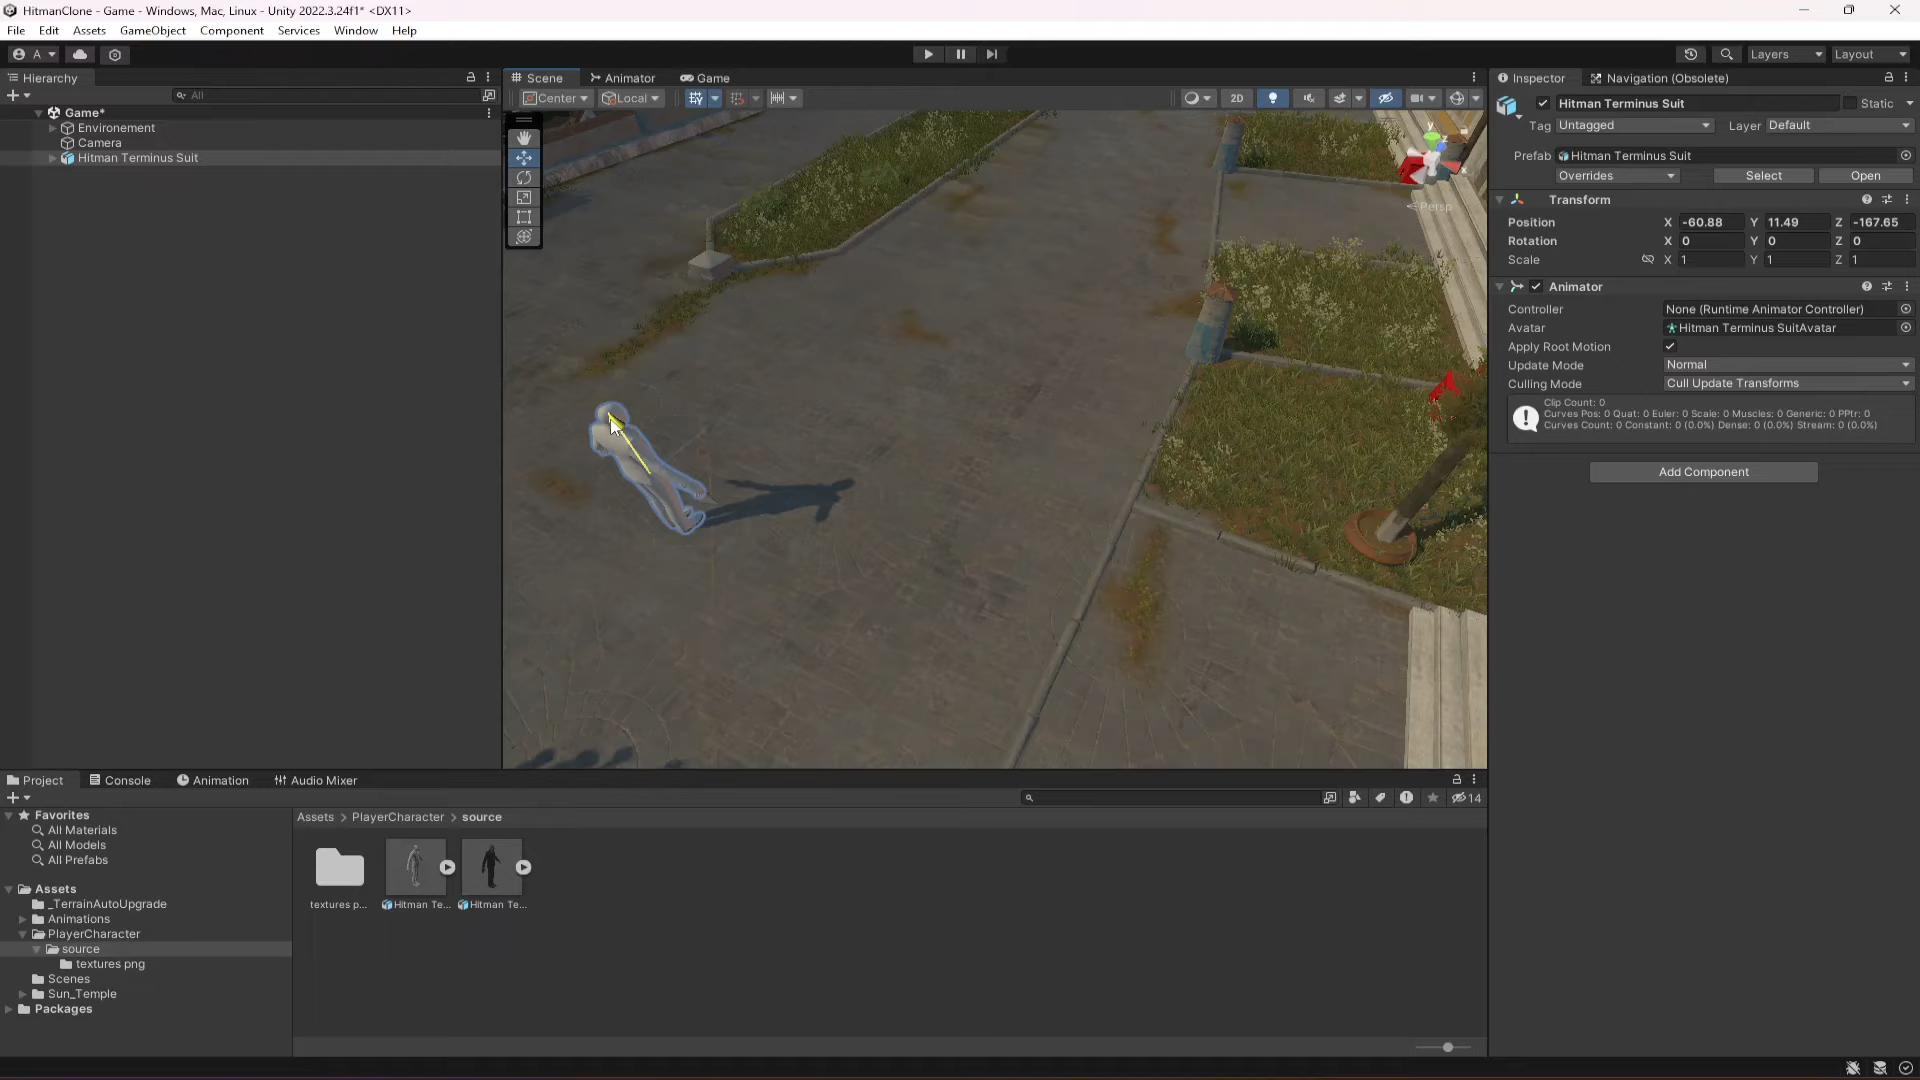 HitmanClone - Game - Windows, Mac, Linux - Unity 2022.3.24f1* <DX11>
File Edit Assets GameObject Component Services Window Help
A Layers Layout
Hierarchy
All
Game*
Environement
Camera
Hitman Terminus Suit
Scene Animator Game
Center Local 2D
y
z
x
Persp
Inspector Navigation (Obsolete)
Hitman Terminus Suit Static
Tag Untagged Layer Default
Prefab Hitman Terminus Suit
Overrides Select Open
Transform
Position X -60.88 Y 11.49 Z -167.65
Rotation X 0 Y 0 Z 0
Scale X 1 Y 1 Z 1
Animator
Controller None (Runtime Animator Controller)
Avatar Hitman Terminus SuitAvatar
Apply Root Motion
Update Mode Normal
Culling Mode Cull Update Transforms
Clip Count: 0
Curves Pos: 0 Quat: 0 Euler: 0 Scale: 0 Muscles: 0 Generic: 0 PPtr: 0
Curves Count: 0 Constant: 0 (0.0%) Dense: 0 (0.0%) Stream: 0 (0.0%)
Add Component
Project Console Animation Audio Mixer
14
Favorites
All Materials
All Models
All Prefabs
Assets
_TerrainAutoUpgrade
Animations
PlayerCharacter
source
textures png
Scenes
Sun_Temple
Packages
Assets > PlayerCharacter > source
textures p... Hitman Te... Hitman Te...